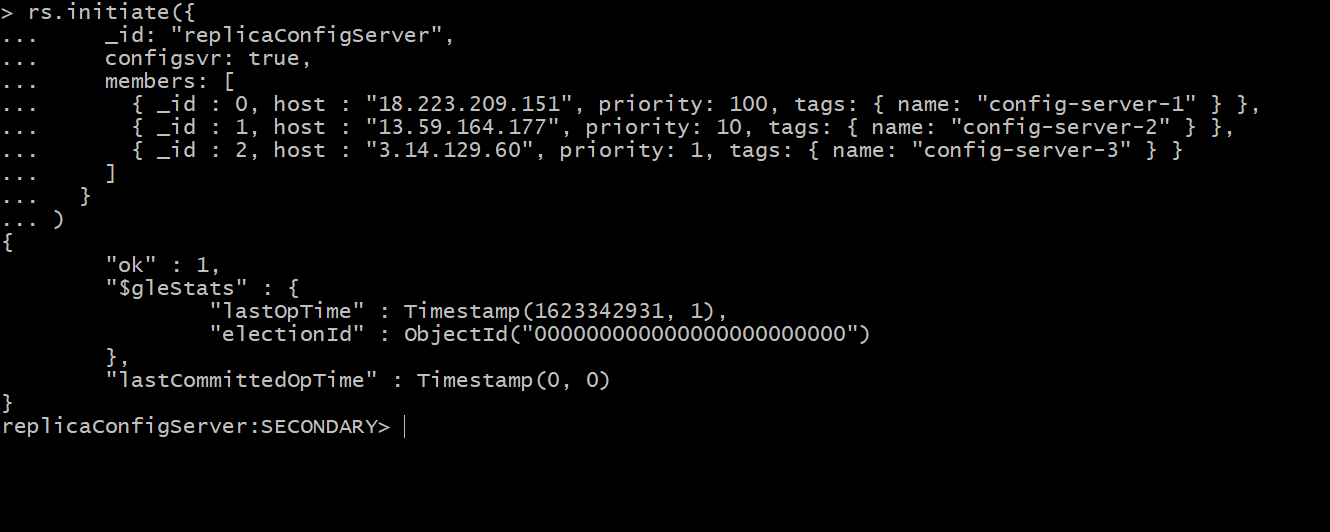 > rs.initiate({
...     _id: "replicaConfigServer",
...     configsvr: true,
...     members: [
...       { _id : 0, host : "18.223.209.151", priority: 100, tags: { name: "config-server-1" } },
...       { _id : 1, host : "13.59.164.177", priority: 10, tags: { name: "config-server-2" } },
...       { _id : 2, host : "3.14.129.60", priority: 1, tags: { name: "config-server-3" } }
...     ]
...   }
... )
{
        "ok" : 1,
        "$gleStats" : {
                "lastOpTime" : Timestamp(1623342931, 1),
                "electionId" : ObjectId("000000000000000000000000")
        },
        "lastCommittedOpTime" : Timestamp(0, 0)
}
replicaConfigServer:SECONDARY>